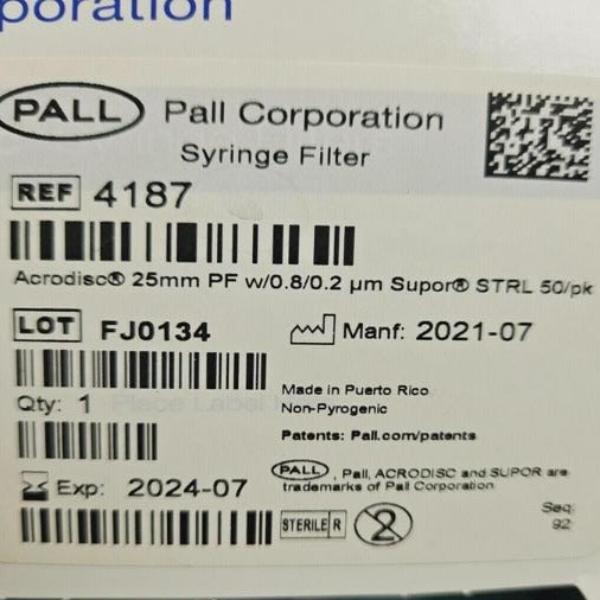 poration
PALL Pall Corporation
Syringe Filter
REF 4187
Acrodisc® 25mm PF w/0.8/0.2 µm Supor® STRL 50/pk
LOT FJ0134
Manf: 2021-07
Qty: 1
Place Label
Made in Puerto Rico
Non-Pyrogenic
Patents: Pall.com/patents
PALL, Pall, ACRODISC and SUPOR are
trademarks of Pall Corporation
Exp: 2024-07
STERILE R
2
Seq:
92